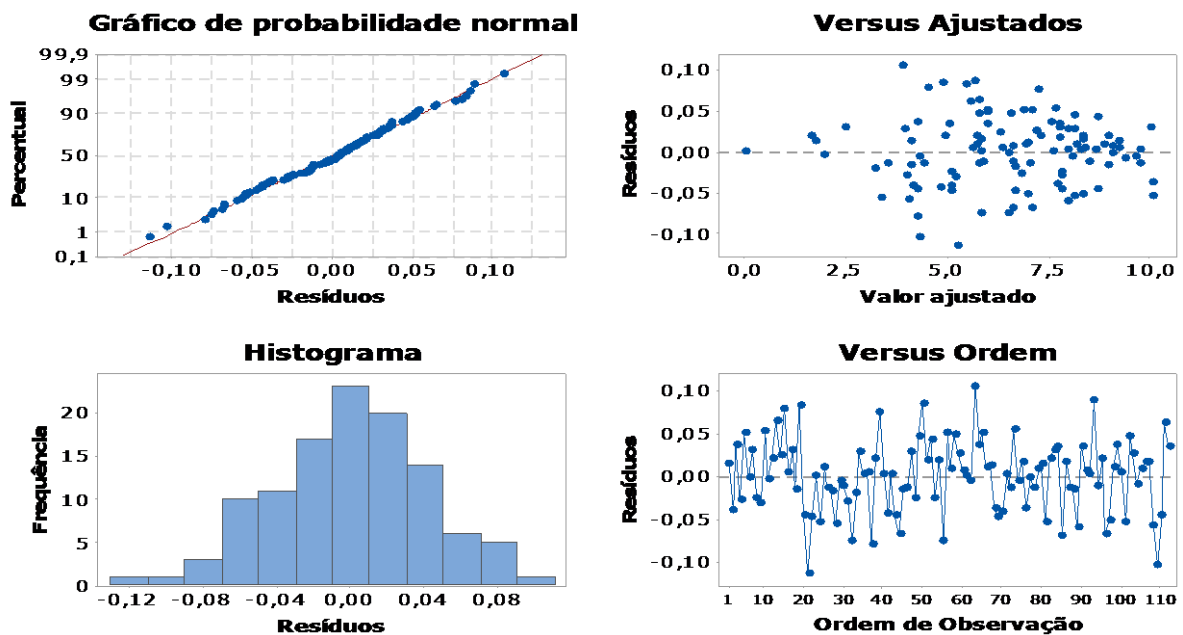 Gráfico de probabilidade normal
99,9
99
90
50
10
1
0,1
Percentual
-0,10 -0,05 0,00 0,05 0,10
Resíduos
Versus Ajustados
0,10
0,05
0,00
-0,05
-0,10
Resíduos
0,0 2,5 5,0 7,5 10,0
Valor ajustado
Histograma
20
15
10
5
0
Frequência
-0,12 -0,08 -0,04 0,00 0,04 0,08
Resíduos
Versus Ordem
0,10
0,05
0,00
-0,05
-0,10
Resíduos
1 10 20 30 40 50 60 70 80 90 100 110
Ordem de Observação